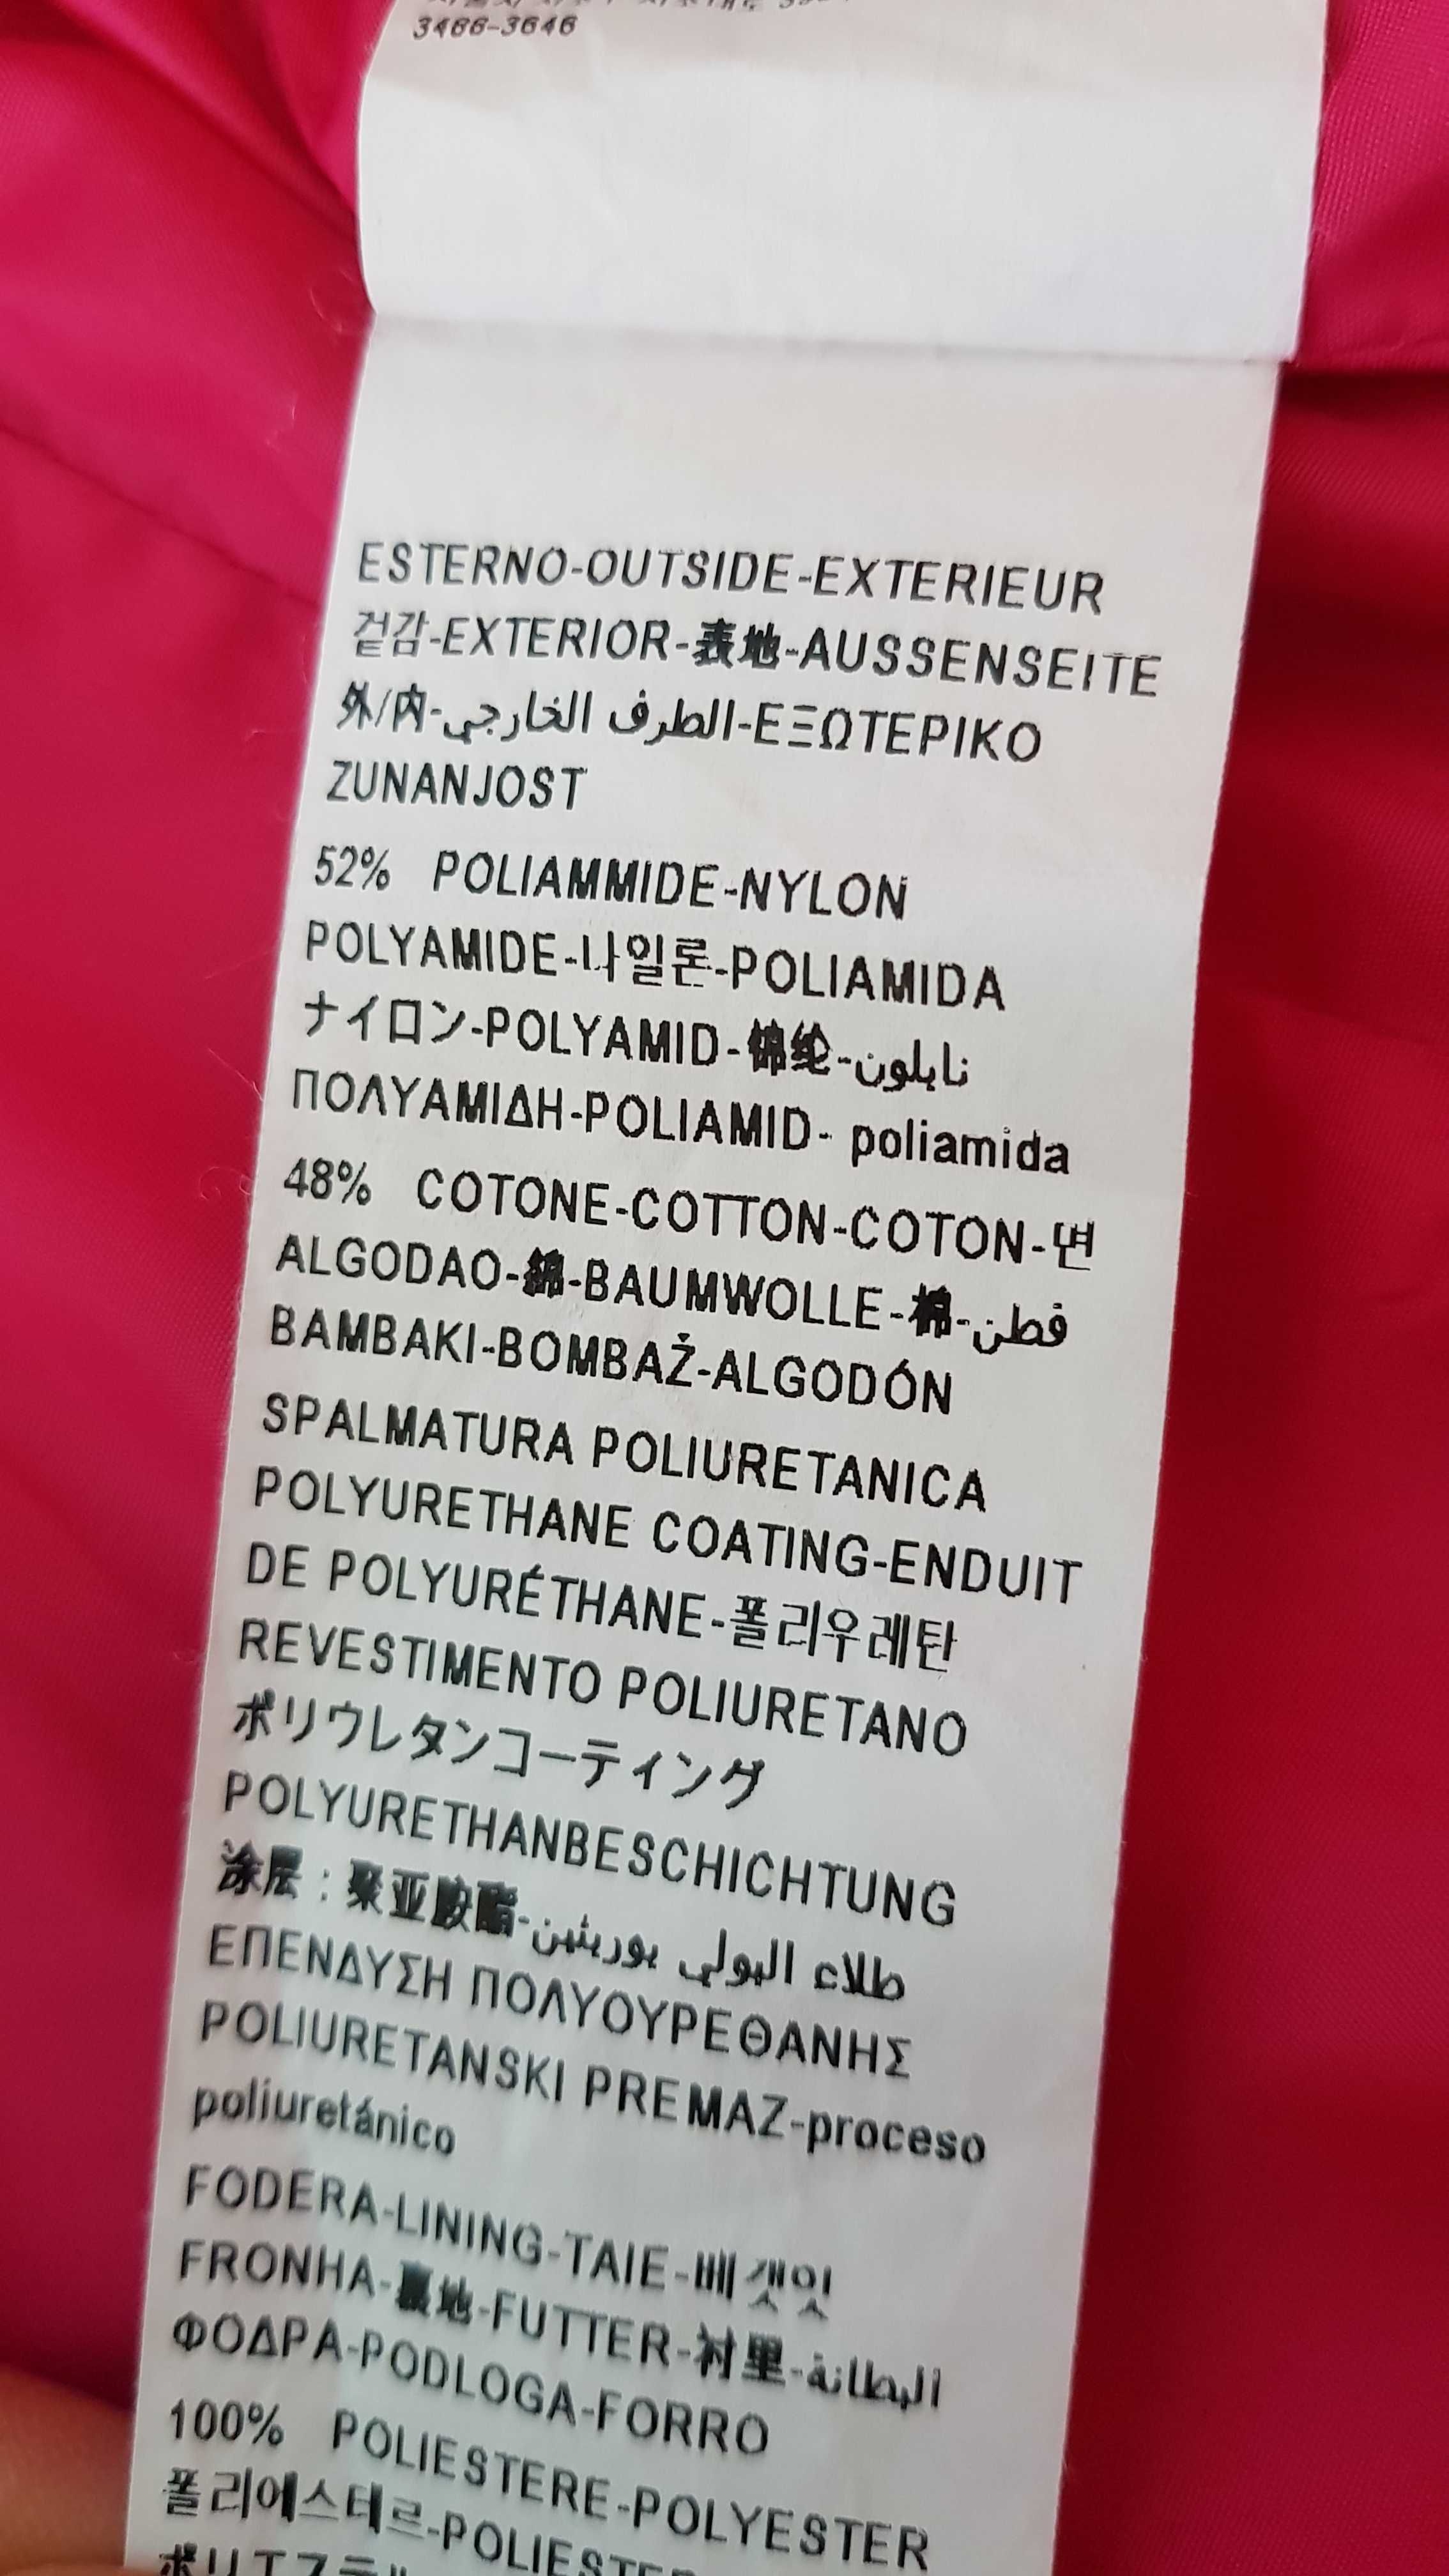 3466-3646
ESTERNO-OUTSIDE-EXTERIEUR
겉감-EXTERIOR-表地-AUSSENSEITE
外/内-الطرف الخارجي-ΕΞΩΤΕΡΙΚΟ
ZUNANJOST
52% POLIAMMIDE-NYLON
POLYAMIDE-나일론-POLIAMIDA
ナイロン-POLYAMID-锦纶-نايلون
ΠΟΛΥΑΜΙΔΗ-POLIAMID- poliamida
48% COTONE-COTTON-COTON-면
ALGODAO-綿-BAUMWOLLE-棉-قطن
BAMBAKI-BOMBAŽ-ALGODÓN
SPALMATURA POLIURETANICA
POLYURETHANE COATING-ENDUIT
DE POLYURÉTHANE-폴리우레탄
REVESTIMENTO POLIURETANO
ポリウレタンコーティング
POLYURETHANBESCHICHTUNG
涂层：聚亚胺酯-طلاء البولي يوريثين
ΕΠΕΝΔΥΣΗ ΠΟΛΥΟΥΡΕΘΑΝΗΣ
POLIURETANSKI PREMAZ-proceso
poliuretánico
FODERA-LINING-TAIE-베갯잇
FRONHA-裏地-FUTTER-衬里-البطانة
ΦΟΔΡΑ-PODLOGA-FORRO
100% POLIESTERE-POLYESTER
폴리에스테르-POLIESTER